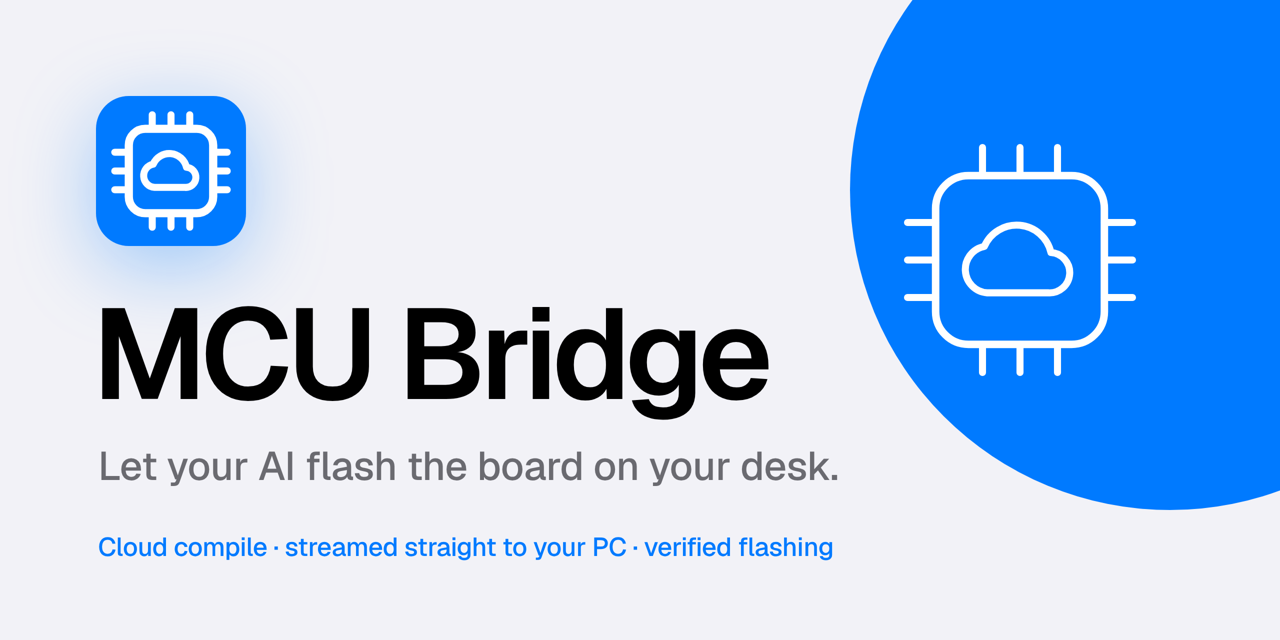 MCU Bridge
Let your AI flash the board on your desk.
Cloud compile · streamed straight to your PC · verified flashing